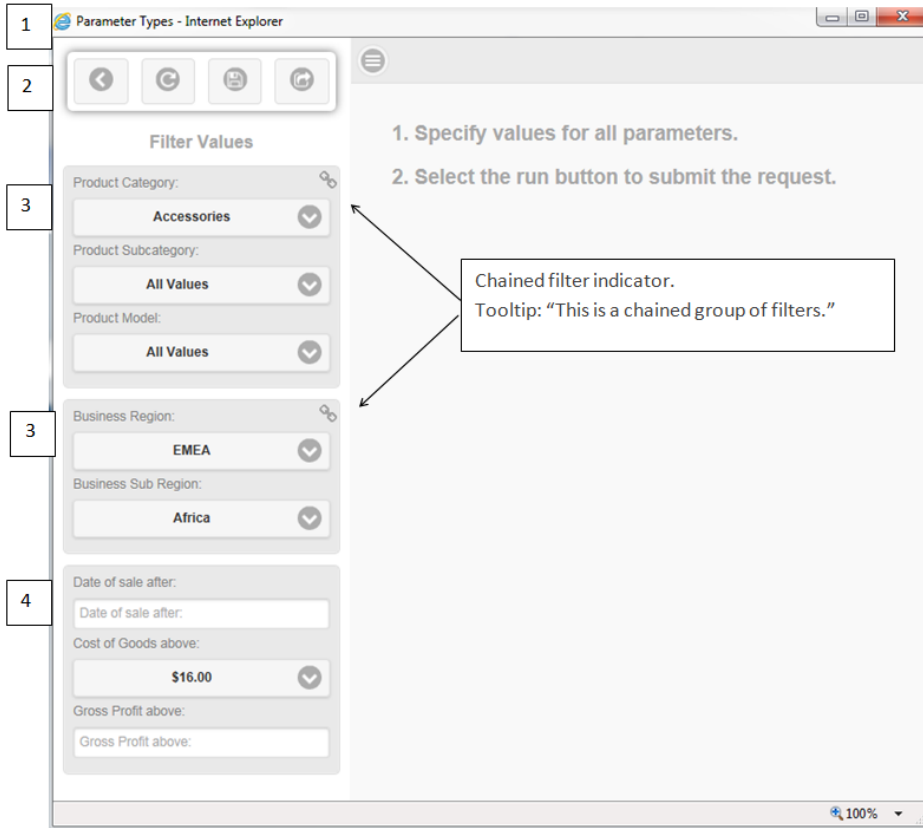 1
Parameter Types - Internet Explorer
2
Filter Values
1. Specify values for all parameters.
2. Select the run button to submit the request.
3
Product Category:
Accessories
Product Subcategory:
All Values
Product Model:
All Values
Chained filter indicator.
Tooltip: “This is a chained group of filters.”
3
Business Region:
EMEA
Business Sub Region:
Africa
4
Date of sale after:
Date of sale after:
Cost of Goods above:
$16.00
Gross Profit above:
Gross Profit above:
100%